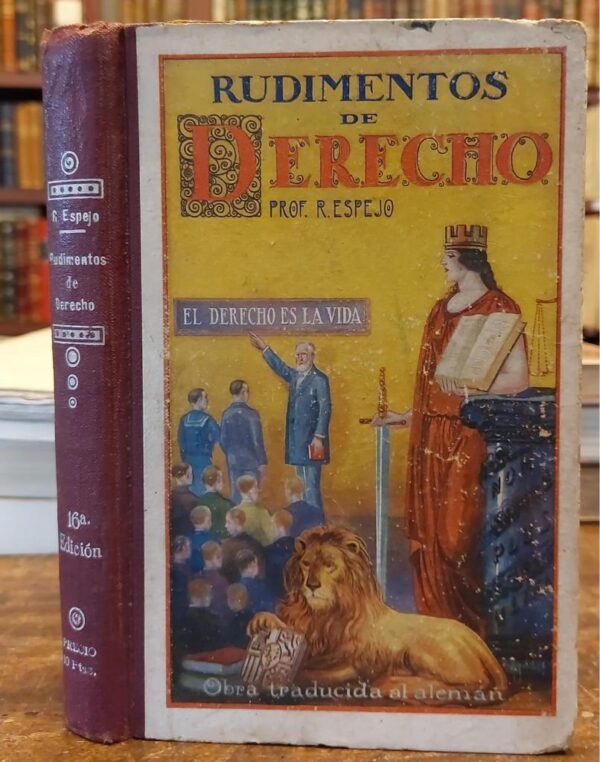 R. Espejo
Rudimentos
de
Derecho
16ª.
Edición
PRECIO
10 Ptas.
RUDIMENTOS
DE
DERECHO
PROF. R. ESPEJO
EL DERECHO ES LA VIDA
Obra traducida al alemán